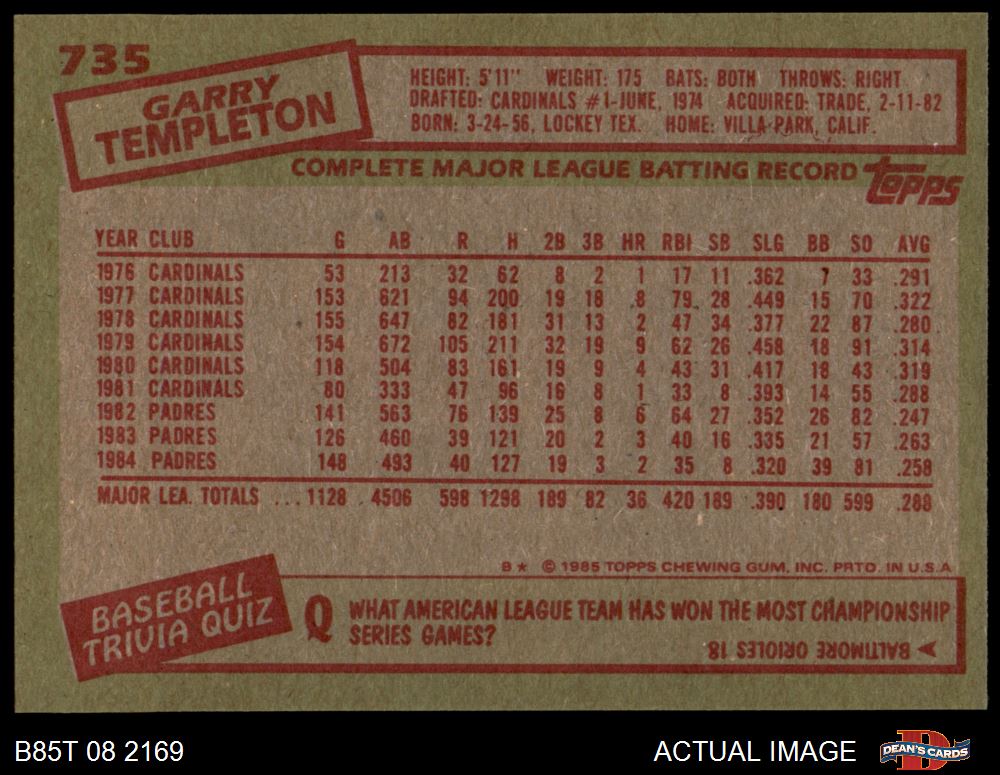 735
GARRY
TEMPLETON
HEIGHT: 5'11" WEIGHT: 175 BATS: BOTH THROWS: RIGHT
DRAFTED: CARDINALS #1-JUNE, 1974 ACQUIRED: TRADE, 2-11-82
BORN: 3-24-56, LOCKEY TEX. HOME: VILLA PARK, CALIF.
COMPLETE MAJOR LEAGUE BATTING RECORD
topps
YEAR CLUB G AB R H 2B 3B HR RBI SB SLG BB SO AVG
1976 CARDINALS 53 213 32 62 8 2 1 17 11 .362 7 33 .291
1977 CARDINALS 153 621 94 200 19 18 8 79 28 .449 15 70 .322
1978 CARDINALS 155 647 82 181 31 13 2 47 34 .377 22 87 .280
1979 CARDINALS 154 672 105 211 32 19 9 62 26 .458 18 91 .314
1980 CARDINALS 118 504 83 161 19 9 4 43 31 .417 18 43 .319
1981 CARDINALS 80 333 47 96 16 8 1 33 8 .393 14 55 .288
1982 PADRES 141 563 76 139 25 8 6 64 27 .352 26 82 .247
1983 PADRES 126 460 39 121 20 2 3 40 16 .335 21 57 .263
1984 PADRES 148 493 40 127 19 3 2 35 8 .320 39 81 .258
MAJOR LEA. TOTALS ... 1128 4506 598 1298 189 82 36 420 189 .390 180 599 .288
B★ © 1985 TOPPS CHEWING GUM, INC. PRTD. IN U.S.A
BASEBALL
TRIVIA QUIZ
Q WHAT AMERICAN LEAGUE TEAM HAS WON THE MOST CHAMPIONSHIP
SERIES GAMES?
BALTIMORE ORIOLES 18.
B85T 08 2169
ACTUAL IMAGE
DEAN'S CARDS